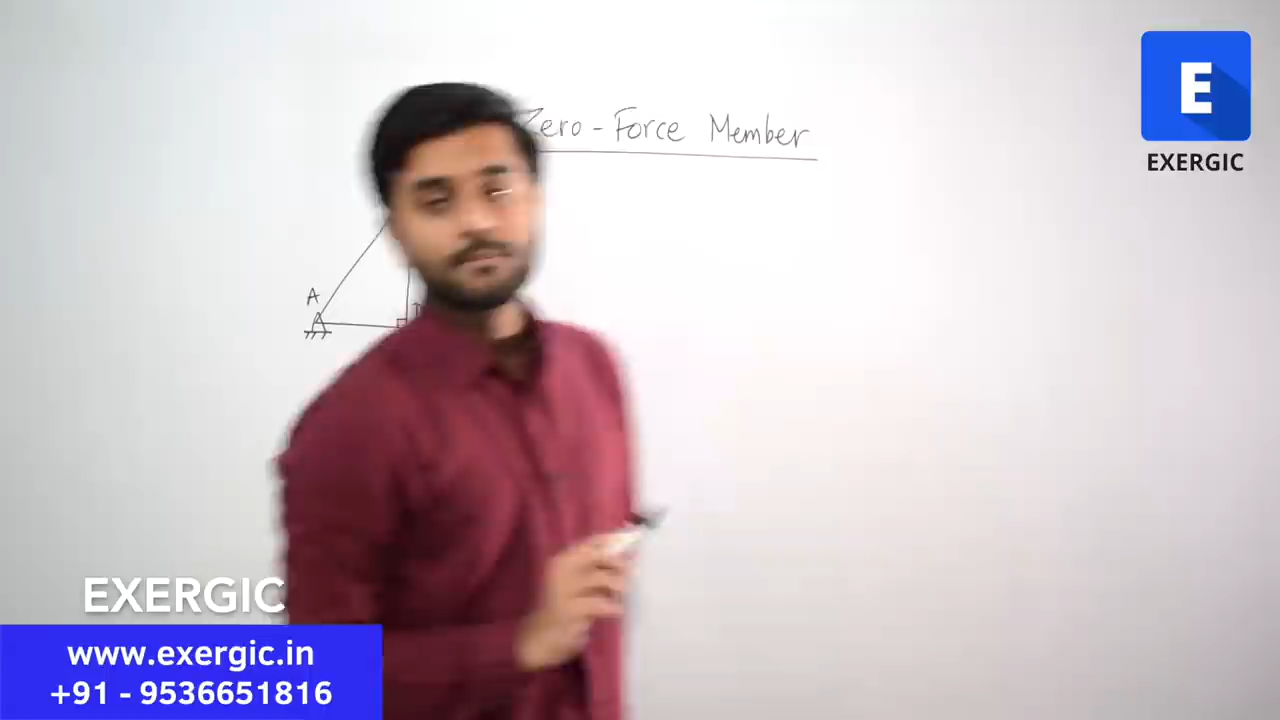 Zero - Force Member
E
EXERGIC
A
EXERGIC
www.exergic.in
+91 - 9536651816